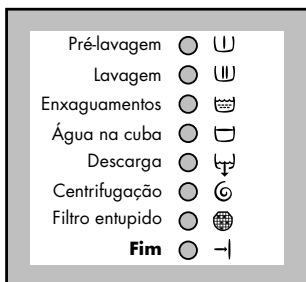 Pré-lavagem
Lavagem
Enxaguamentos
Água na cuba
Descarga
Centrifugação
Filtro entupido
Fim